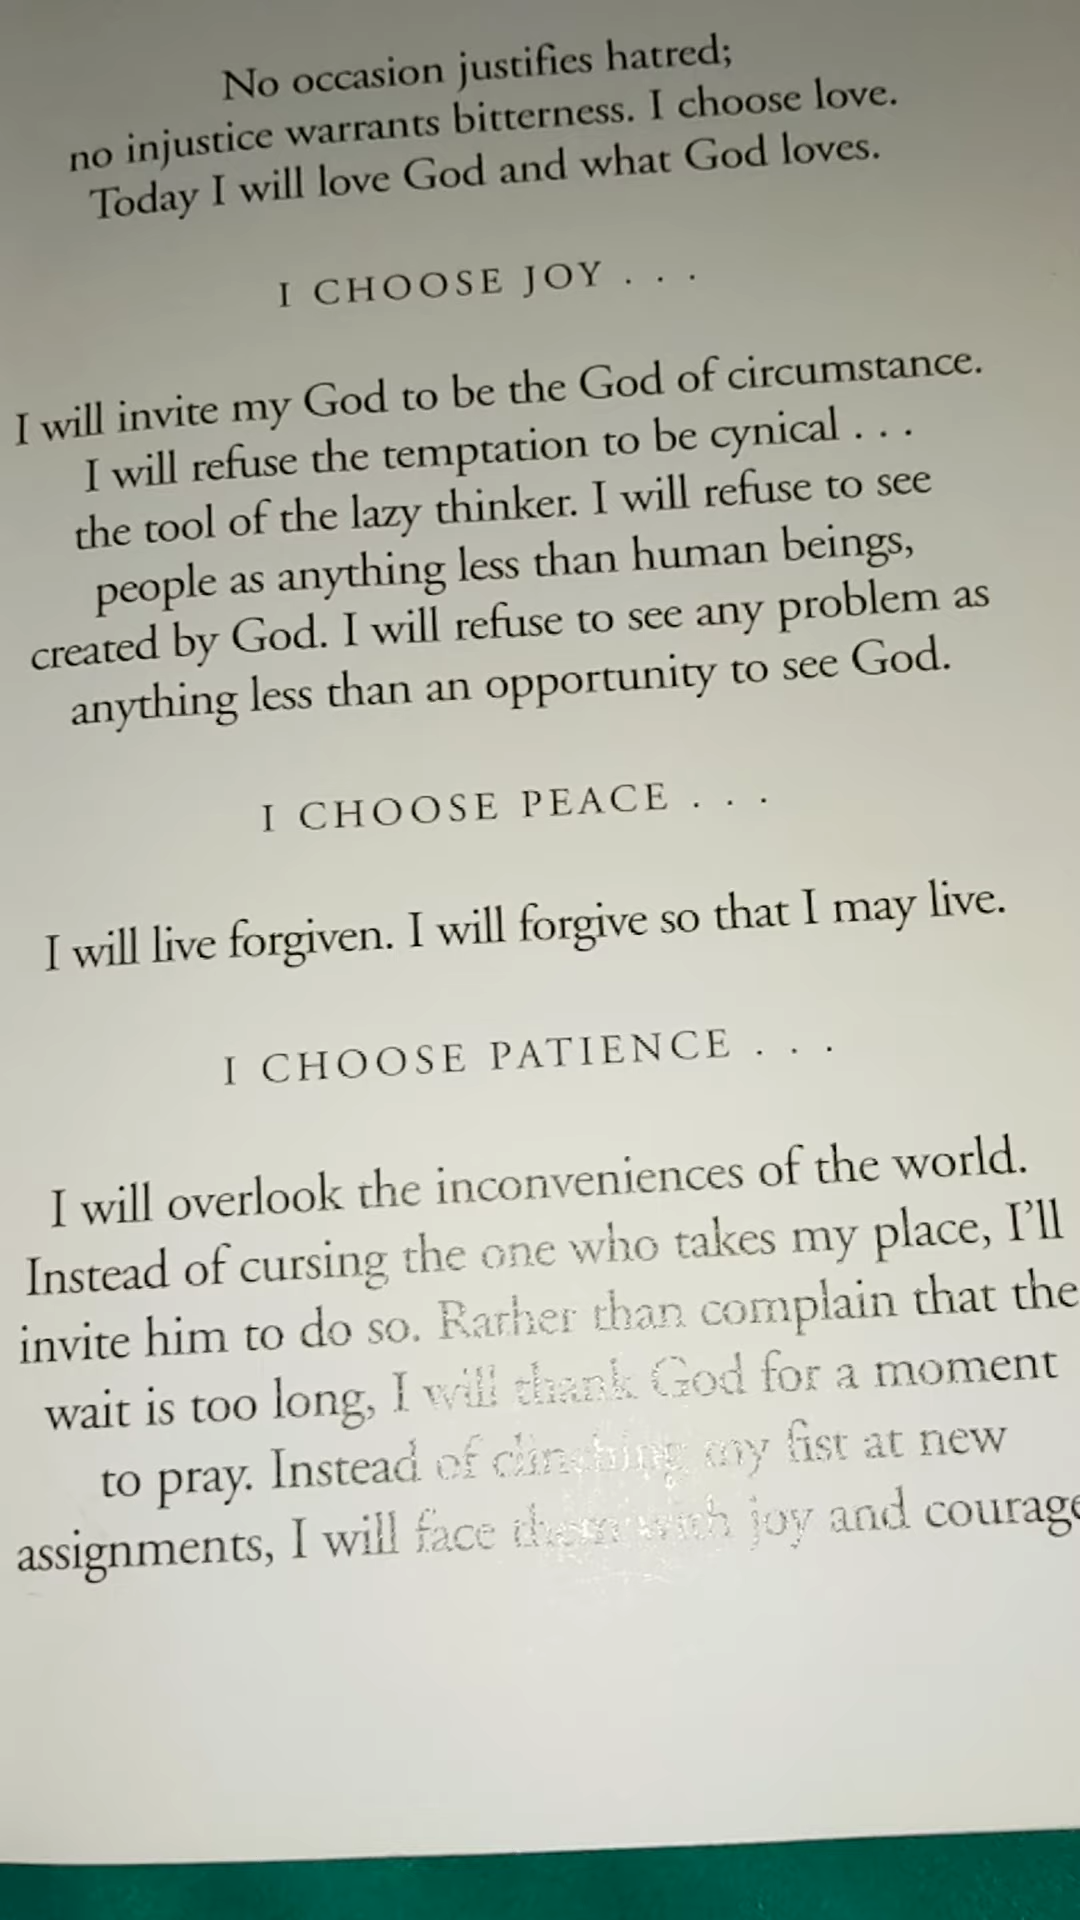 No occasion justifies hatred;
no injustice warrants bitterness. I choose love.
Today I will love God and what God loves.
I CHOOSE JOY . . .
I will invite my God to be the God of circumstance.
I will refuse the temptation to be cynical . . .
the tool of the lazy thinker. I will refuse to see
people as anything less than human beings,
created by God. I will refuse to see any problem as
anything less than an opportunity to see God.
I CHOOSE PEACE . . .
I will live forgiven. I will forgive so that I may live.
I CHOOSE PATIENCE . . .
I will overlook the inconveniences of the world.
Instead of cursing the one who takes my place, I’ll
invite him to do so. Rather than complain that the
wait is too long, I will thank God for a moment
to pray. Instead of clinching my fist at new
assignments, I will face them with joy and courage